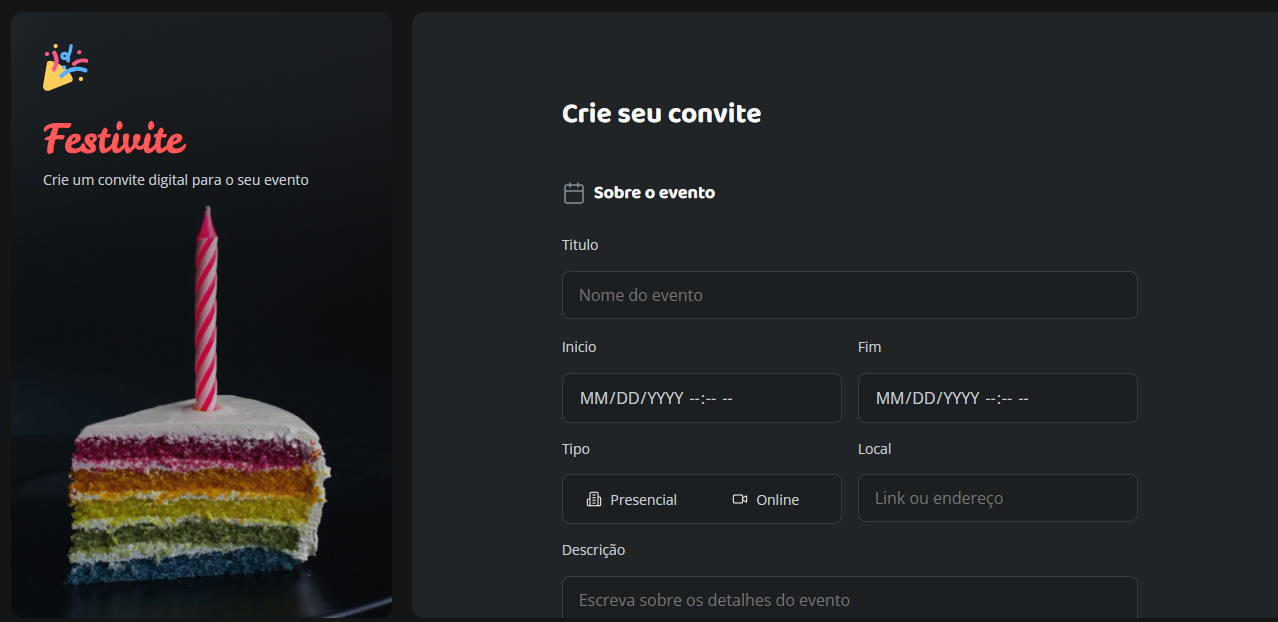 Festivite
Crie um convite digital para o seu evento
Crie seu convite
Sobre o evento
Titulo
Nome do evento
Inicio Fim
MM/DD/YYYY --:-- -- MM/DD/YYYY --:-- --
Tipo Local
Presencial Online Link ou endereço
Descrição
Escreva sobre os detalhes do evento